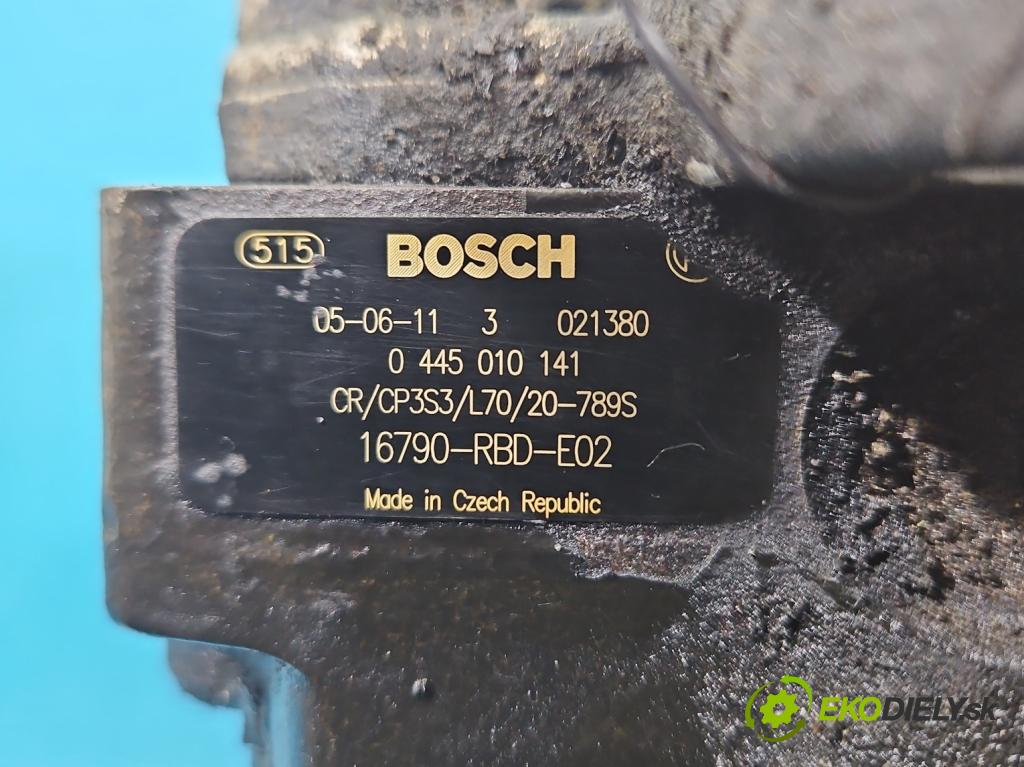 515 BOSCH
05-06-11 3 021380
0 445 010 141
CR/CP3S3/L70/20-789S
16790-RBD-E02
Made in Czech Republic
EKODIELY.sk